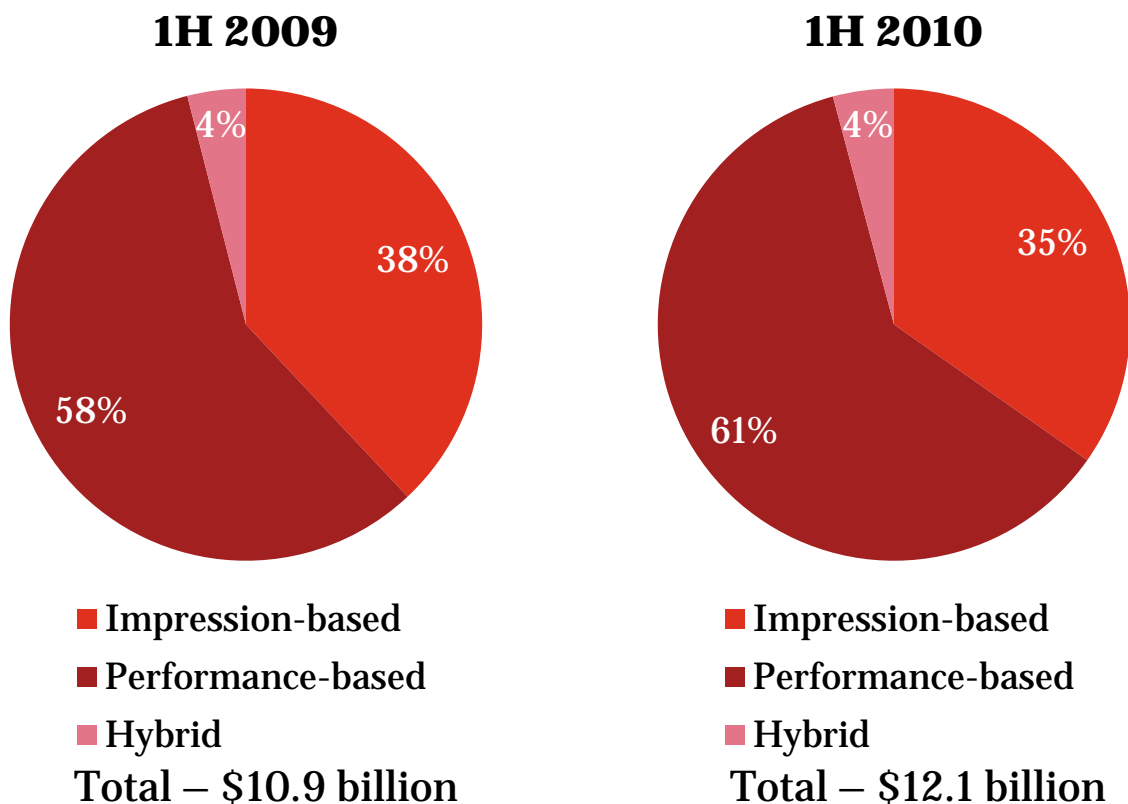 1H 2009
4%
38%
58%
Impression-based
Performance-based
Hybrid
Total – $10.9 billion
1H 2010
4%
35%
61%
Impression-based
Performance-based
Hybrid
Total – $12.1 billion